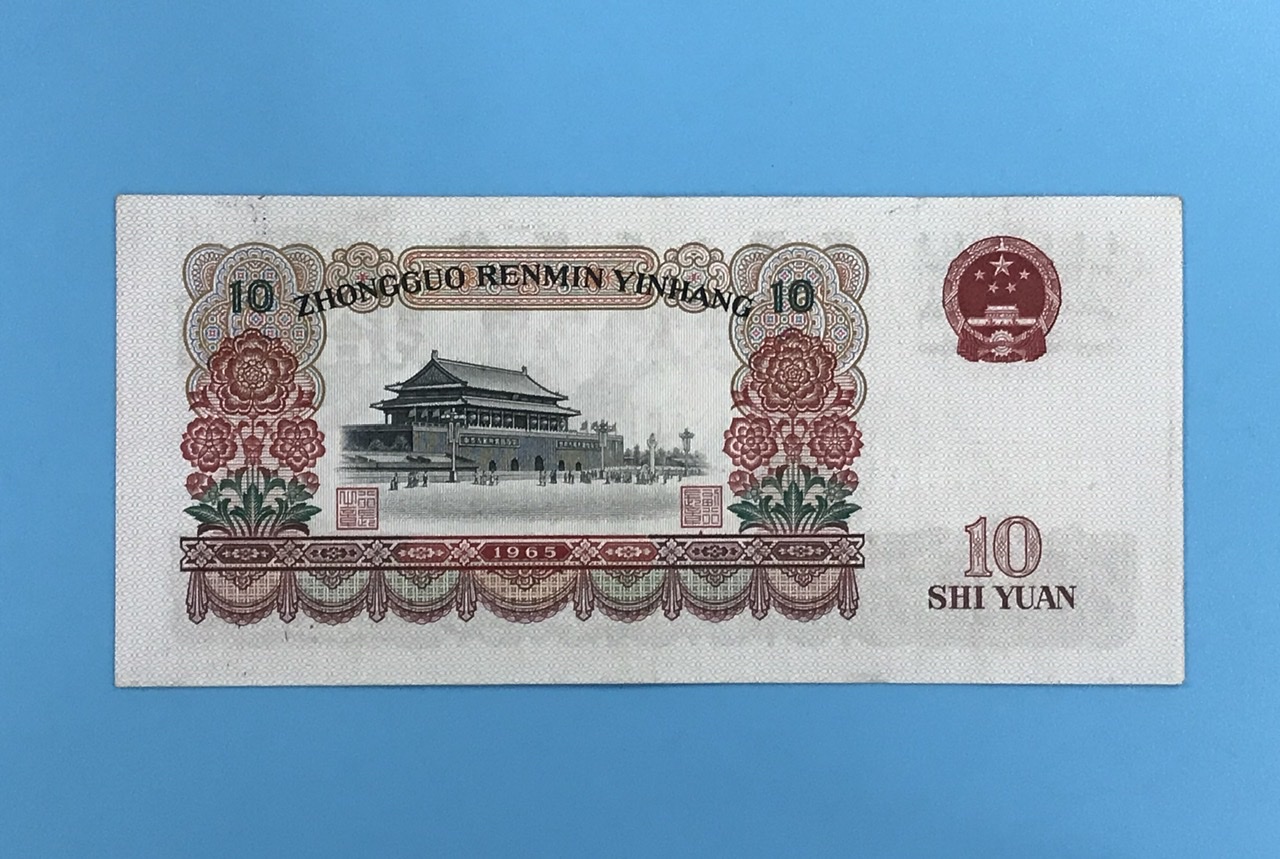 10 ZHONGGUO RENMIN YINHANG 10
1965
10
SHI YUAN